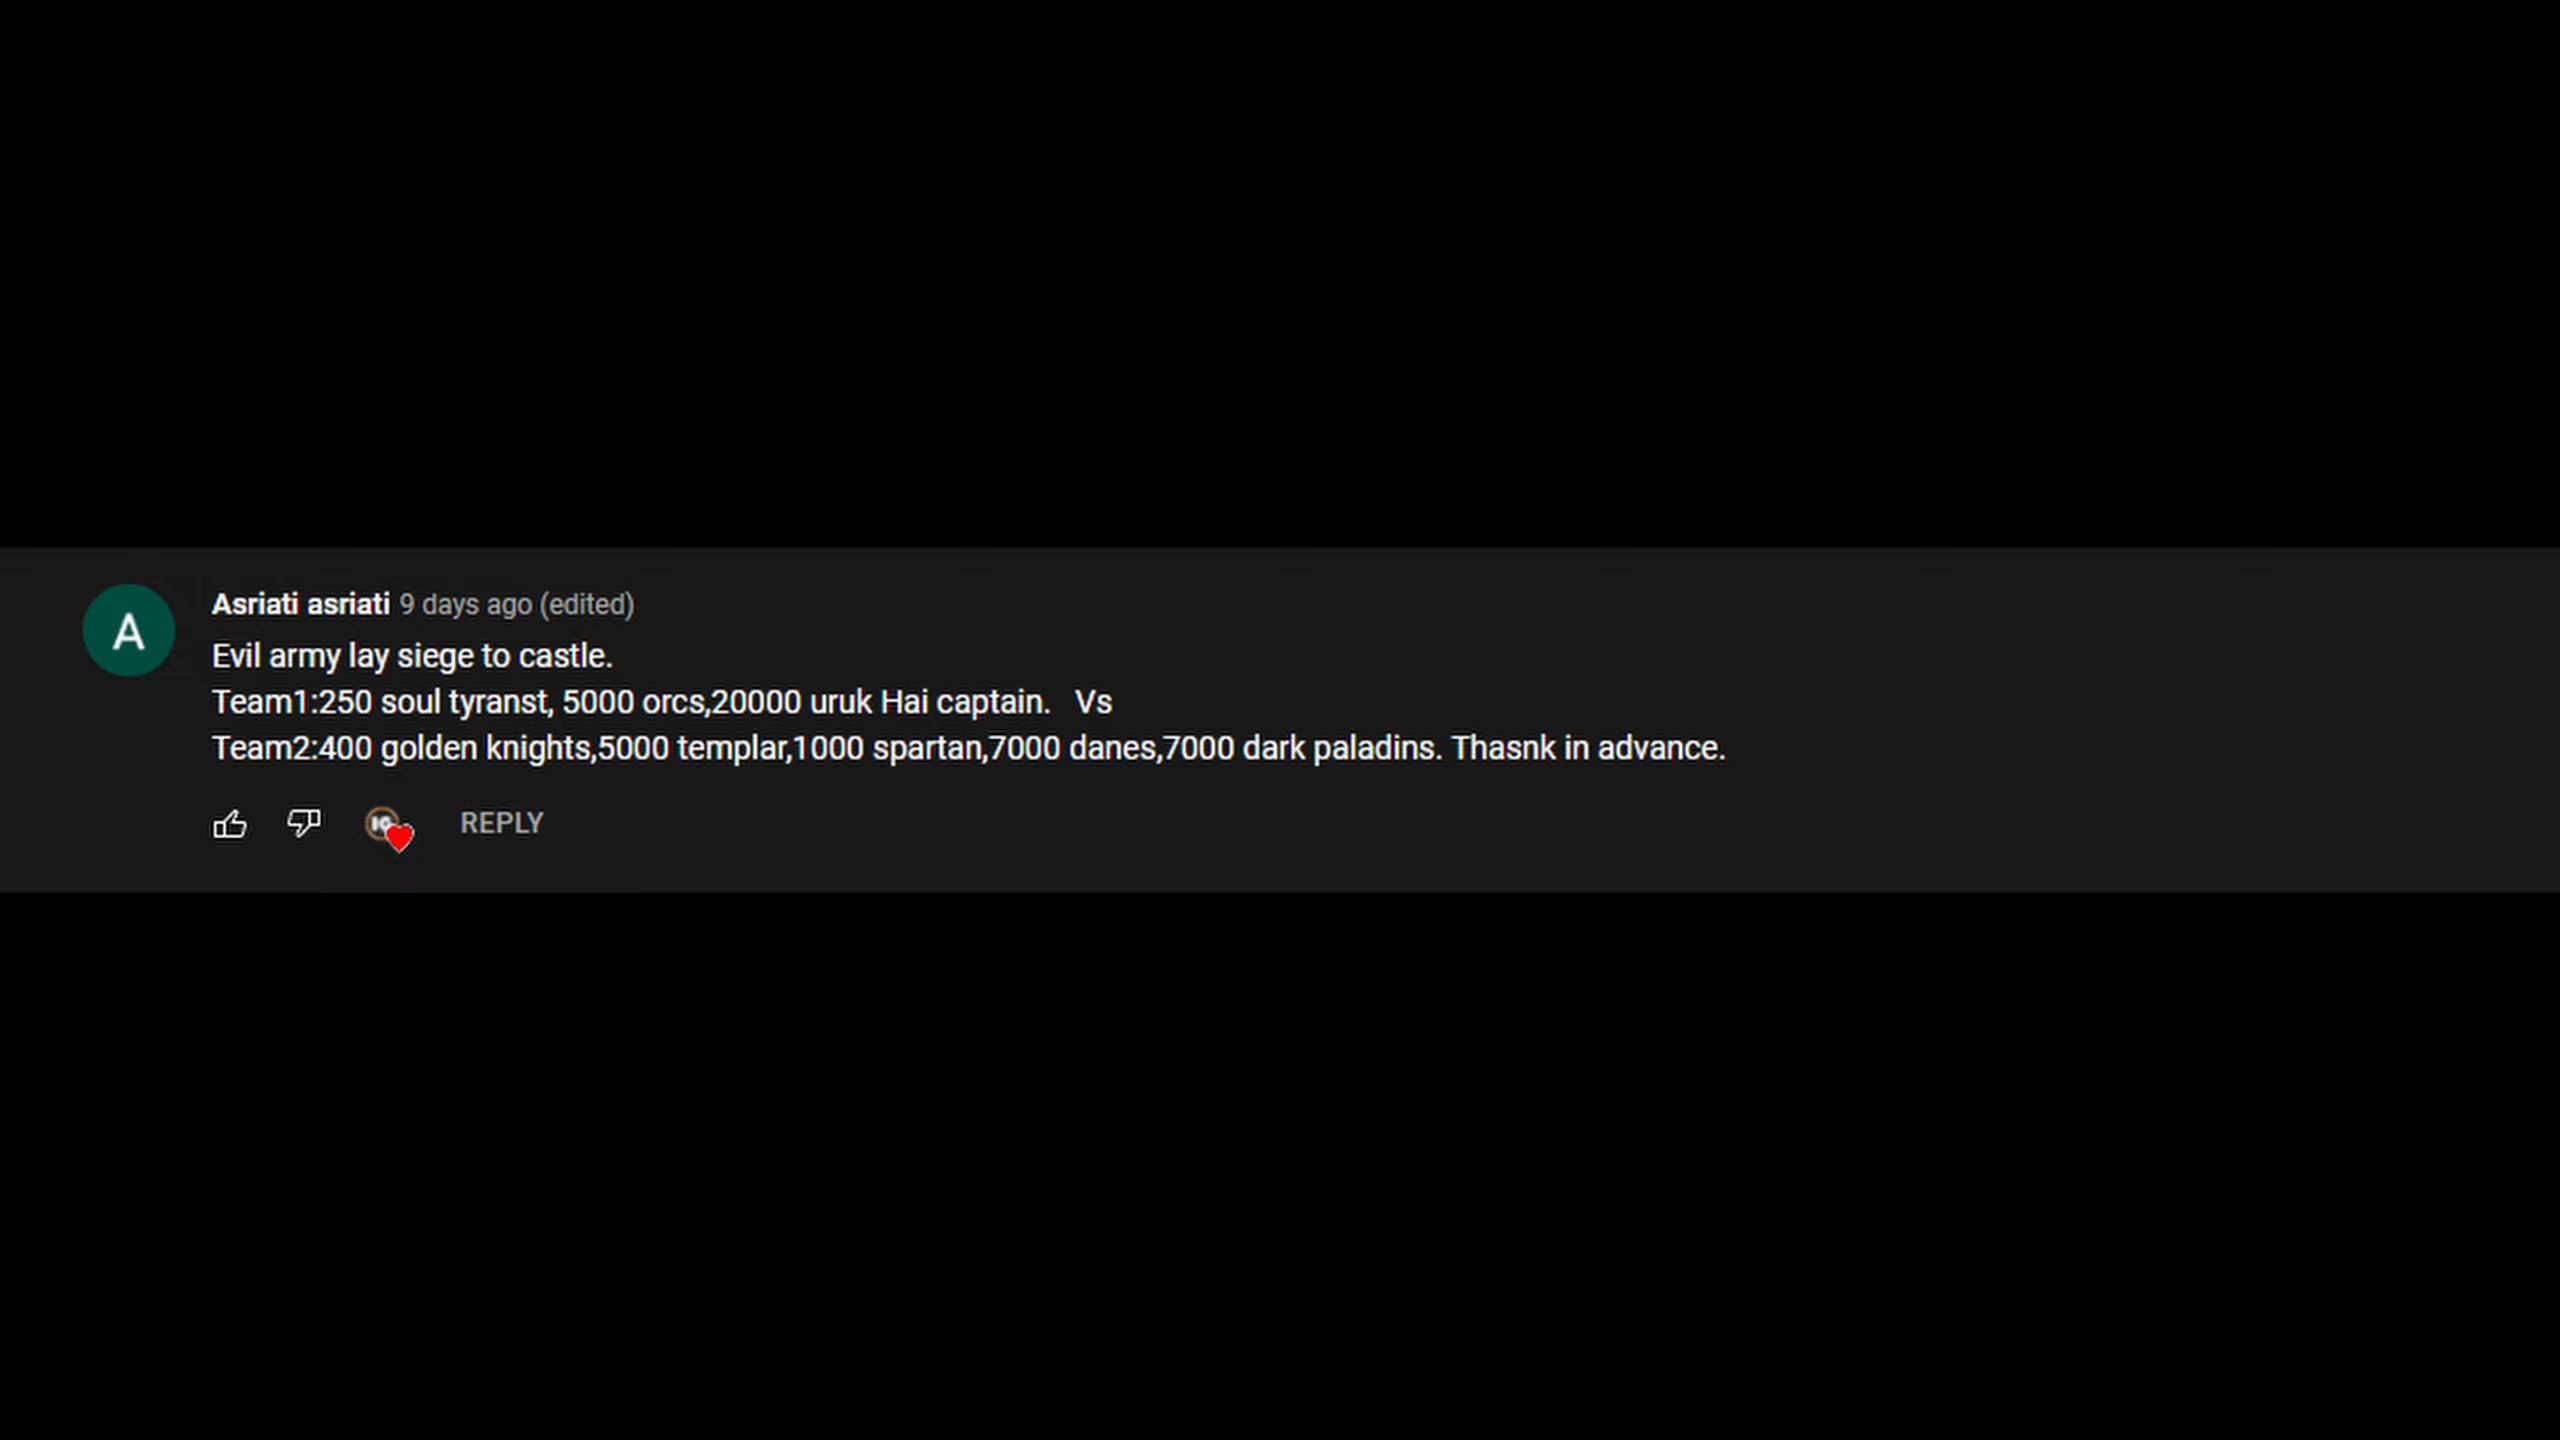 A
Asriati asriati 9 days ago (edited)
Evil army lay siege to castle.
Team1:250 soul tyranst, 5000 orcs,20000 uruk Hai captain.   Vs
Team2:400 golden knights,5000 templar,1000 spartan,7000 danes,7000 dark paladins. Thasnk in advance.
REPLY